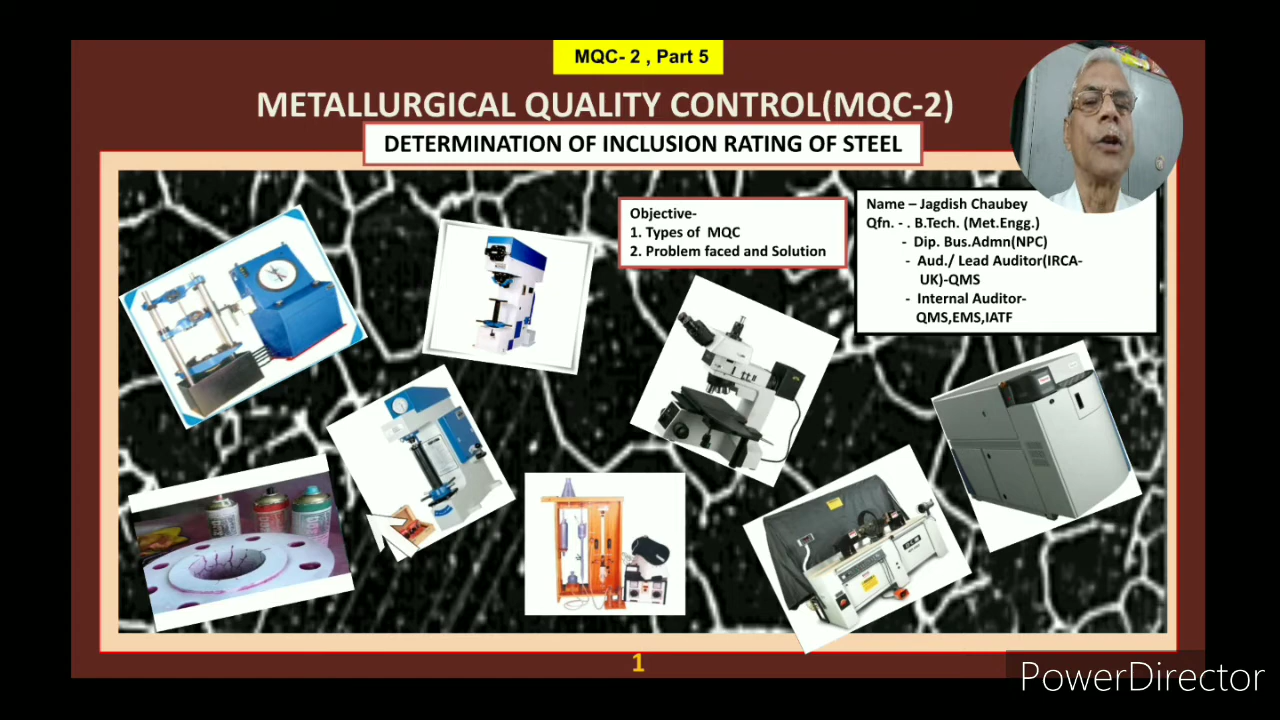 MQC- 2 , Part 5
METALLURGICAL QUALITY CONTROL(MQC-2)
DETERMINATION OF INCLUSION RATING OF STEEL
Objective-
1. Types of MQC
2. Problem faced and Solution
Name – Jagdish Chaubey
Qfn. - . B.Tech. (Met.Engg.)
- Dip. Bus.Admn(NPC)
- Aud./ Lead Auditor(IRCA-
UK)-QMS
- Internal Auditor-
QMS,EMS,IATF
1
PowerDirector